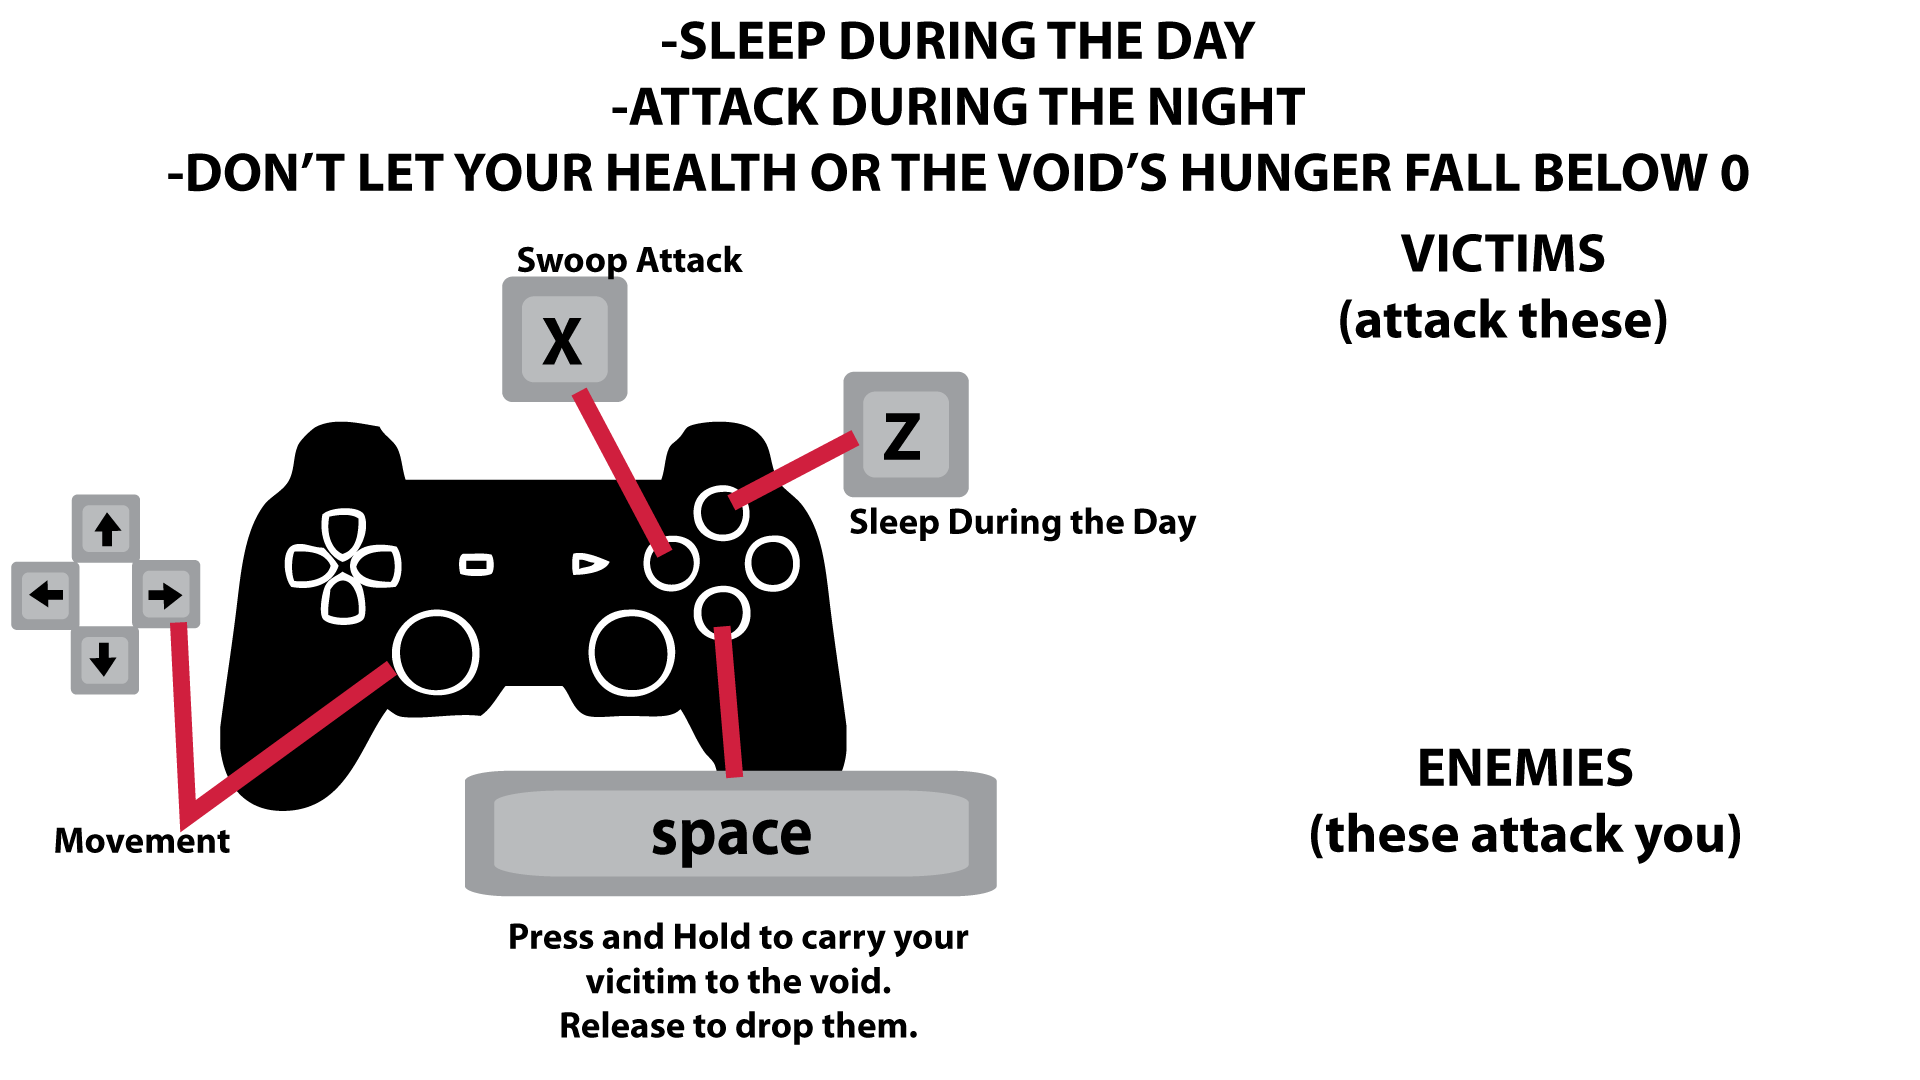 -SLEEP DURING THE DAY
-ATTACK DURING THE NIGHT
-DON’T LET YOUR HEALTH OR THE VOID’S HUNGER FALL BELOW 0
VICTIMS
(attack these)
Swoop Attack
X
Z
Sleep During the Day
Movement
space
Press and Hold to carry your
vicitim to the void.
Release to drop them.
ENEMIES
(these attack you)